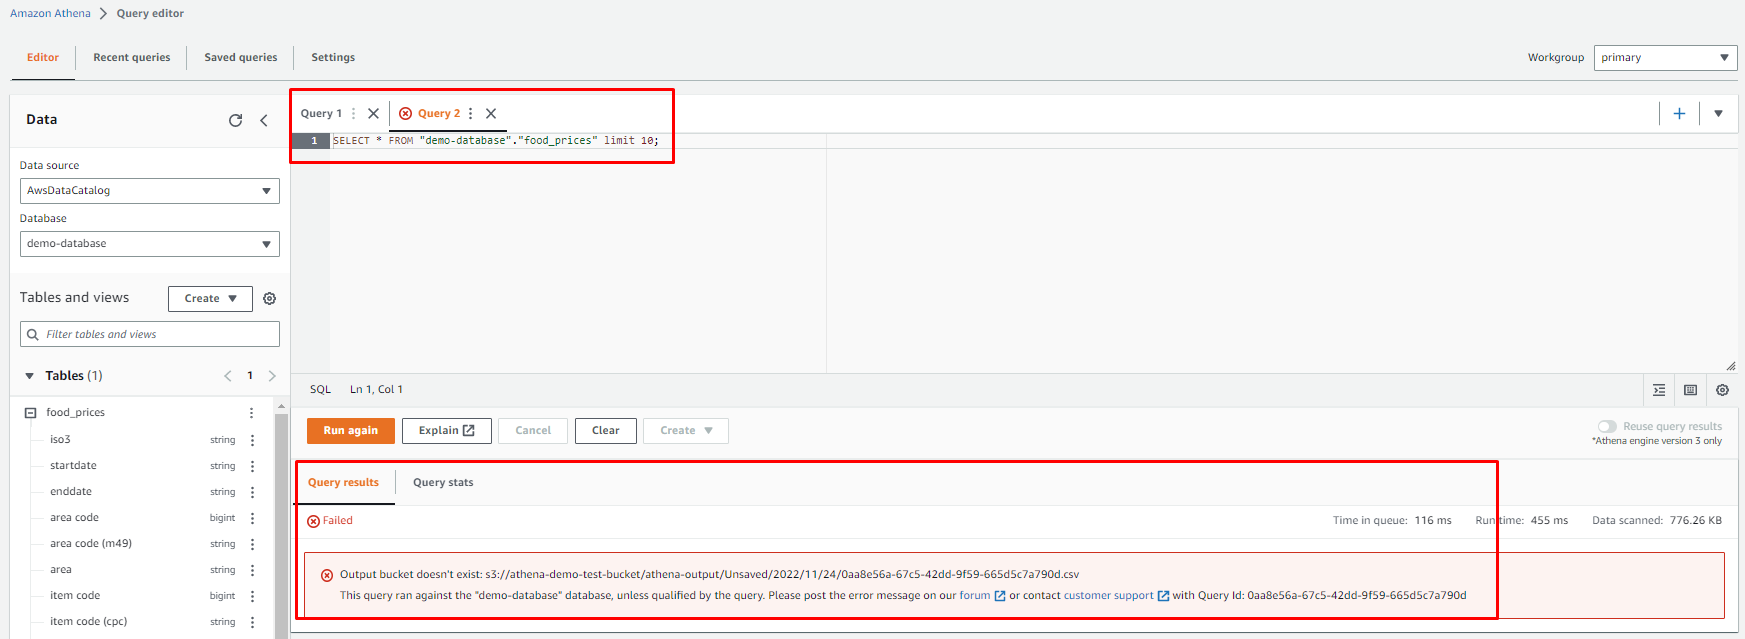 Amazon Athena > Query editor
Editor Recent queries Saved queries Settings
Workgroup primary
Data
Data source
AwsDataCatalog
Database
demo-database
Tables and views Create
Filter tables and views
Tables (1) < 1 >
food_prices
iso3 string
startdate string
enddate string
area code bigint
area code (m49) string
area string
item code bigint
item code (cpc) string
Query 1 Query 2
1 SELECT * FROM "demo-database"."food_prices" limit 10;
SQL Ln 1, Col 1
Run again Explain Cancel Clear Create
Reuse query results
*Athena engine version 3 only
Query results Query stats
Failed
Time in queue: 116 ms Run time: 455 ms Data scanned: 776.26 KB
Output bucket doesn't exist: s3://athena-demo-test-bucket/athena-output/Unsaved/2022/11/24/0aa8e56a-67c5-42dd-9f59-665d5c7a790d.csv
This query ran against the "demo-database" database, unless qualified by the query. Please post the error message on our forum or contact customer support with Query Id: 0aa8e56a-67c5-42dd-9f59-665d5c7a790d